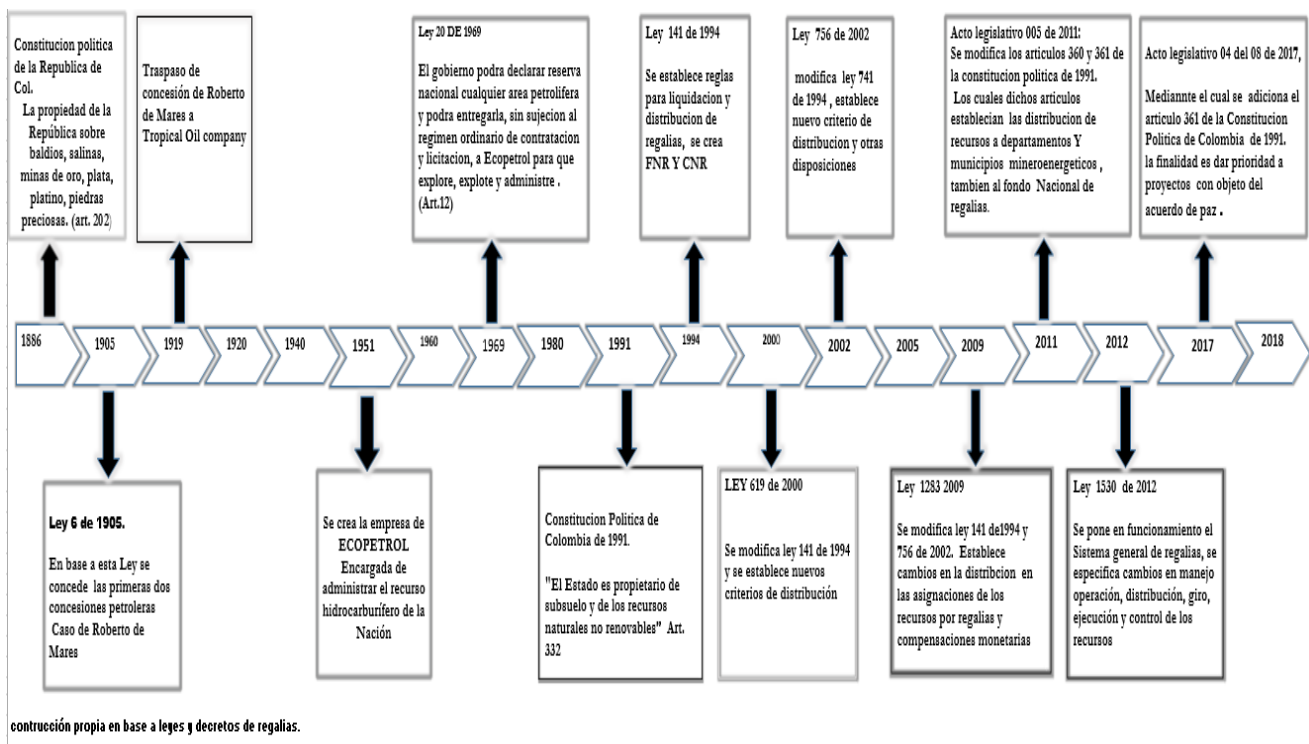 Constitucion politica
de la Republica de
Col.
La propiedad de la
República sobre
baldios, salinas,
minas de oro, plata,
platino, piedras
preciosas. (art. 202)
Traspaso de
concesión de Roberto
de Mares a
Tropical Oil company
Ley 20 DE 1969
El gobierno podra declarar reserva
nacional cualquier area petrolifera
y podra entregarla, sin sujecion al
regimen ordinario de contratacion
y licitacion, a Ecopetrol para que
explore, explote y administre .
(Art.12)
Ley 141 de 1994
Se establece reglas
para liquidacion y
distribucion de
regalias, se crea
FNR Y CNR
Ley 756 de 2002
modifica ley 741
de 1994 , establece
nuevo criterio de
distribucion y otras
disposiciones
Acto legislativo 005 de 2011:
Se modifica los articulos 360 y 361 de
la constitucion politica de 1991.
Los cuales dichos articulos
establecian las distribucion de
recursos a departamentos Y
municipios mineroenergeticos ,
tambien al fondo Nacional de
regalias.
Acto legislativo 04 del 08 de 2017,
Mediannte el cual se adiciona el
articulo 361 de la Constitucion
Politica de Colombia de 1991.
la finalidad es dar prioridad a
proyectos con objeto del
acuerdo de paz .
1886
1905
1919
1920
1940
1951
1960
1969
1980
1991
1994
2000
2002
2005
2009
2011
2012
2017
2018
Ley 6 de 1905.
En base a esta Ley se
concede las primeras dos
concesiones petroleras
Caso de Roberto de
Mares
Se crea la empresa de
ECOPETROL
Encargada de
administrar el recurso
hidrocarburífero de la
Nación
Constitucion Politica de
Colombia de 1991.
"El Estado es propietario de
subsuelo y de los recursos
naturales no renovables" Art.
332
LEY 619 de 2000
Se modifica ley 141 de 1994
y se establece nuevos
criterios de distribución
Ley 1283 2009
Se modifica ley 141 de1994 y
756 de 2002. Establece
cambios en la distribcion en
las asignaciones de los
recursos por regalias y
compensaciones monetarias
Ley 1530 de 2012
Se pone en funcionamiento el
Sistema general de regalias, se
especifica cambios en manejo
operación, distribución, giro,
ejecución y control de los
recursos
contrucción propia en base a leyes y decretos de regalias.